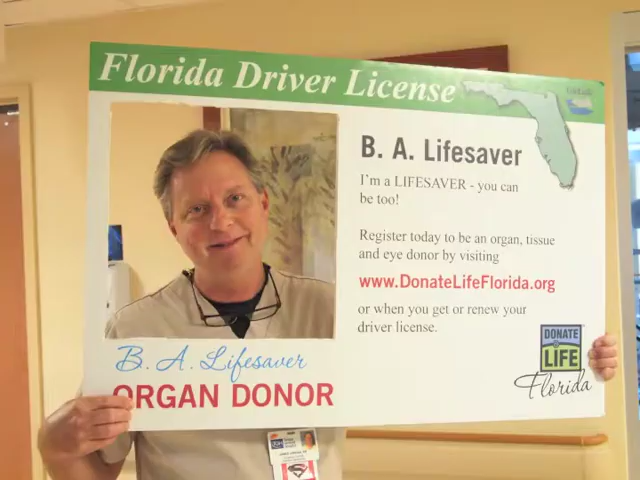 Florida Driver License
B. A. Lifesaver
I'm a LIFESAVER - you can
be too!
Register today to be an organ, tissue
and eye donor by visiting
www.DonateLifeFlorida.org
or when you get or renew your
driver license.
B. A. Lifesaver
ORGAN DONOR
DONATE
LIFE
Florida